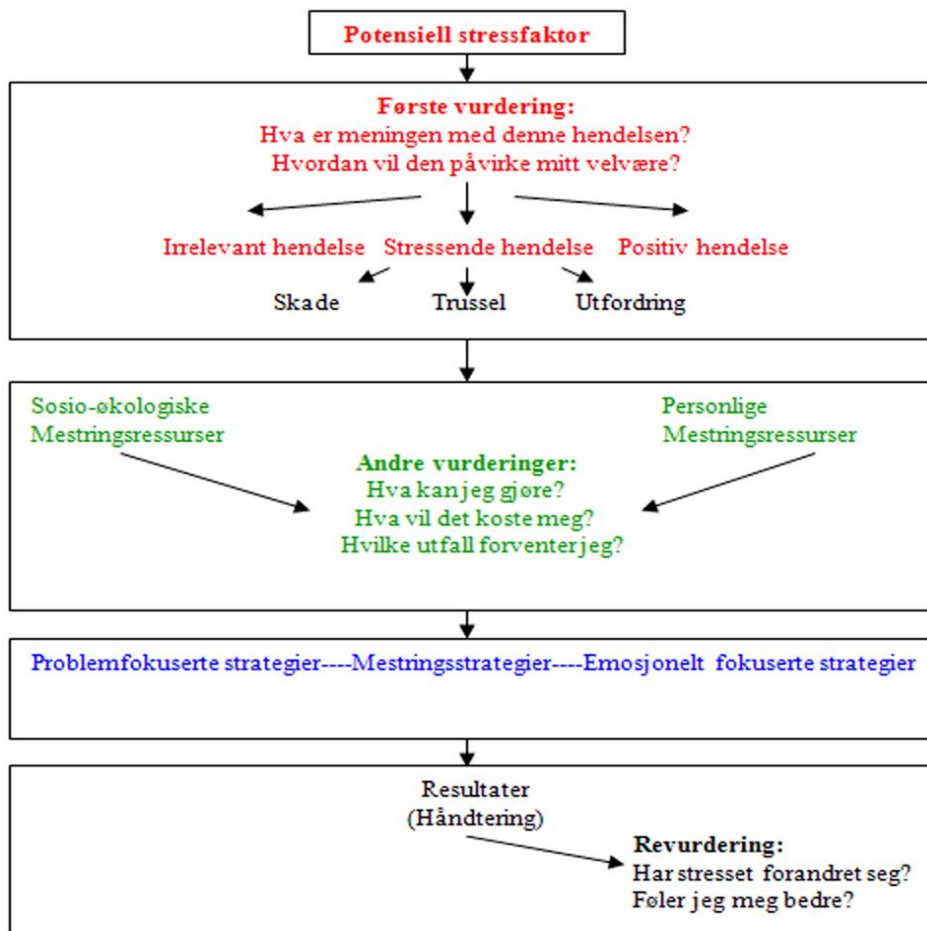 Potensiell stressfaktor
Første vurdering:
Hva er meningen med denne hendelsen?
Hvordan vil den påvirke mitt velvære?
Irrelevant hendelse Stressende hendelse Positiv hendelse
Skade Trussel Utfordring
Sosio-økologiske
Mestringsressurser
Personlige
Mestringsressurser
Andre vurderinger:
Hva kan jeg gjøre?
Hva vil det koste meg?
Hvilke utfall forventer jeg?
Problemfokuserte strategier----Mestringsstrategier----Emosjonelt fokuserte strategier
Resultater
(Håndtering)
Revurdering:
Har stresset forandret seg?
Føler jeg meg bedre?